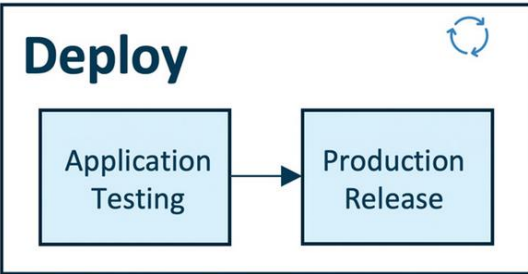 Deploy
Application
Testing
Production
Release